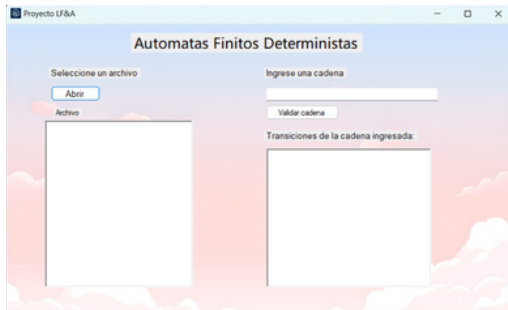 Proyecto LF&A
Automatas Finitos Deterministas
Seleccione un archivo
Abrir
Archivo
Ingrese una cadena
Validar cadena
Transiciones de la cadena ingresada: